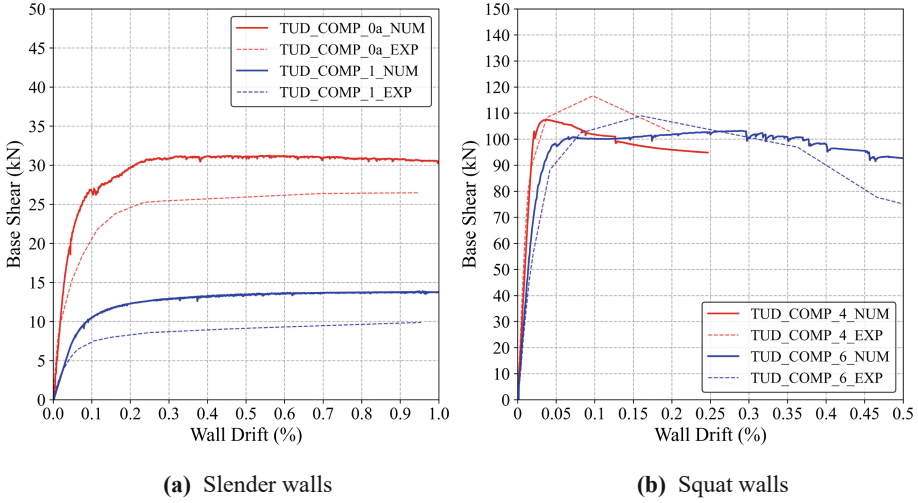 50
45
40
35
30
25
20
15
10
5
0
Base Shear (kN)
0.0 0.1 0.2 0.3 0.4 0.5 0.6 0.7 0.8 0.9 1.0
Wall Drift (%)
TUD_COMP_0a_NUM
TUD_COMP_0a_EXP
TUD_COMP_1_NUM
TUD_COMP_1_EXP
(a) Slender walls
150
140
130
120
110
100
90
80
70
60
50
40
30
20
10
0
Base Shear (kN)
0 0.05 0.1 0.15 0.2 0.25 0.3 0.35 0.4 0.45 0.5
Wall Drift (%)
TUD_COMP_4_NUM
TUD_COMP_4_EXP
TUD_COMP_6_NUM
TUD_COMP_6_EXP
(b) Squat walls